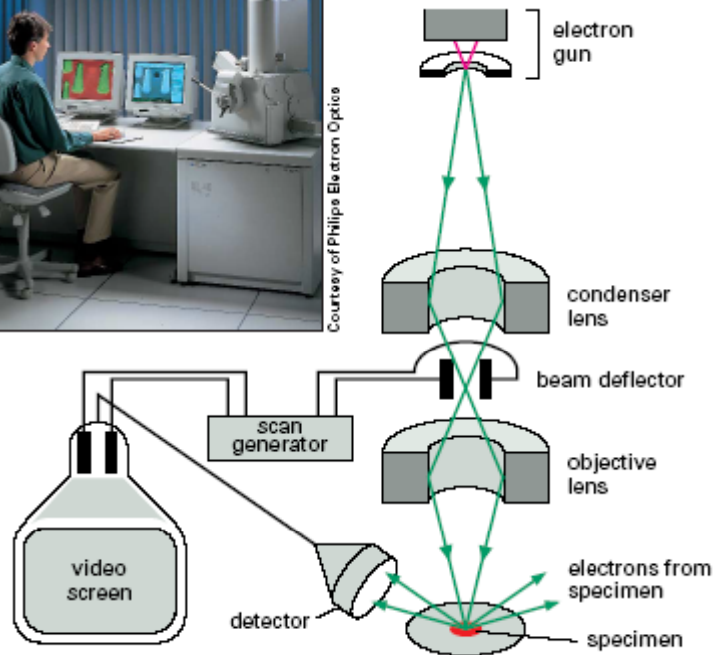 electron
gun
Courtesy of Philips Electron Optics
condenser
lens
beam deflector
scan
generator
objective
lens
video
screen
electrons from
specimen
detector
specimen